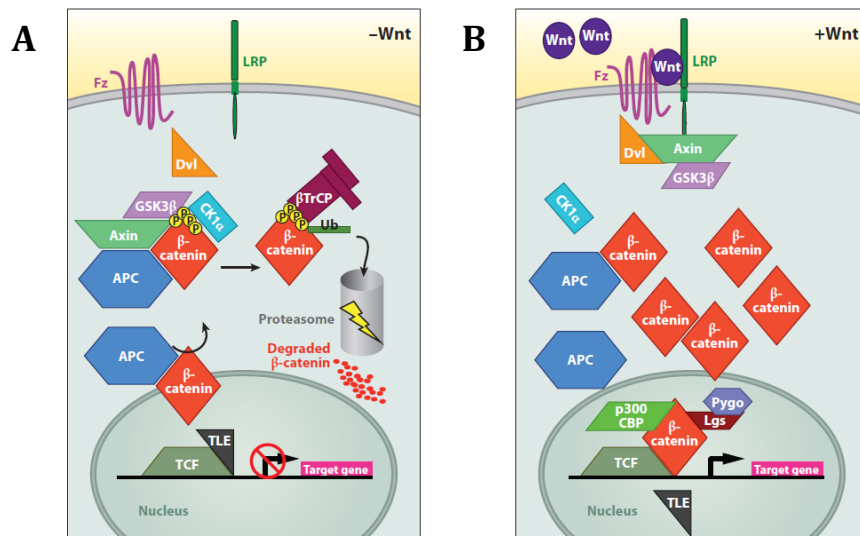 A
–Wnt
LRP
Fz
Dvl
GSK3β
CK1α
P P P P P
Axin
β-
catenin
APC
βTrCP
P P P P P
Ub
β-
catenin
Proteasome
Degraded
β-catenin
APC
β-
catenin
TLE
TCF
Target gene
Nucleus
B
+Wnt
Wnt
Wnt
Wnt
LRP
Fz
Dvl
Axin
GSK3β
CK1α
β-
catenin
APC
β-
catenin
β-
catenin
β-
catenin
APC
p300
CBP
Pygo
Lgs
β-
catenin
TCF
Target gene
TLE
Nucleus